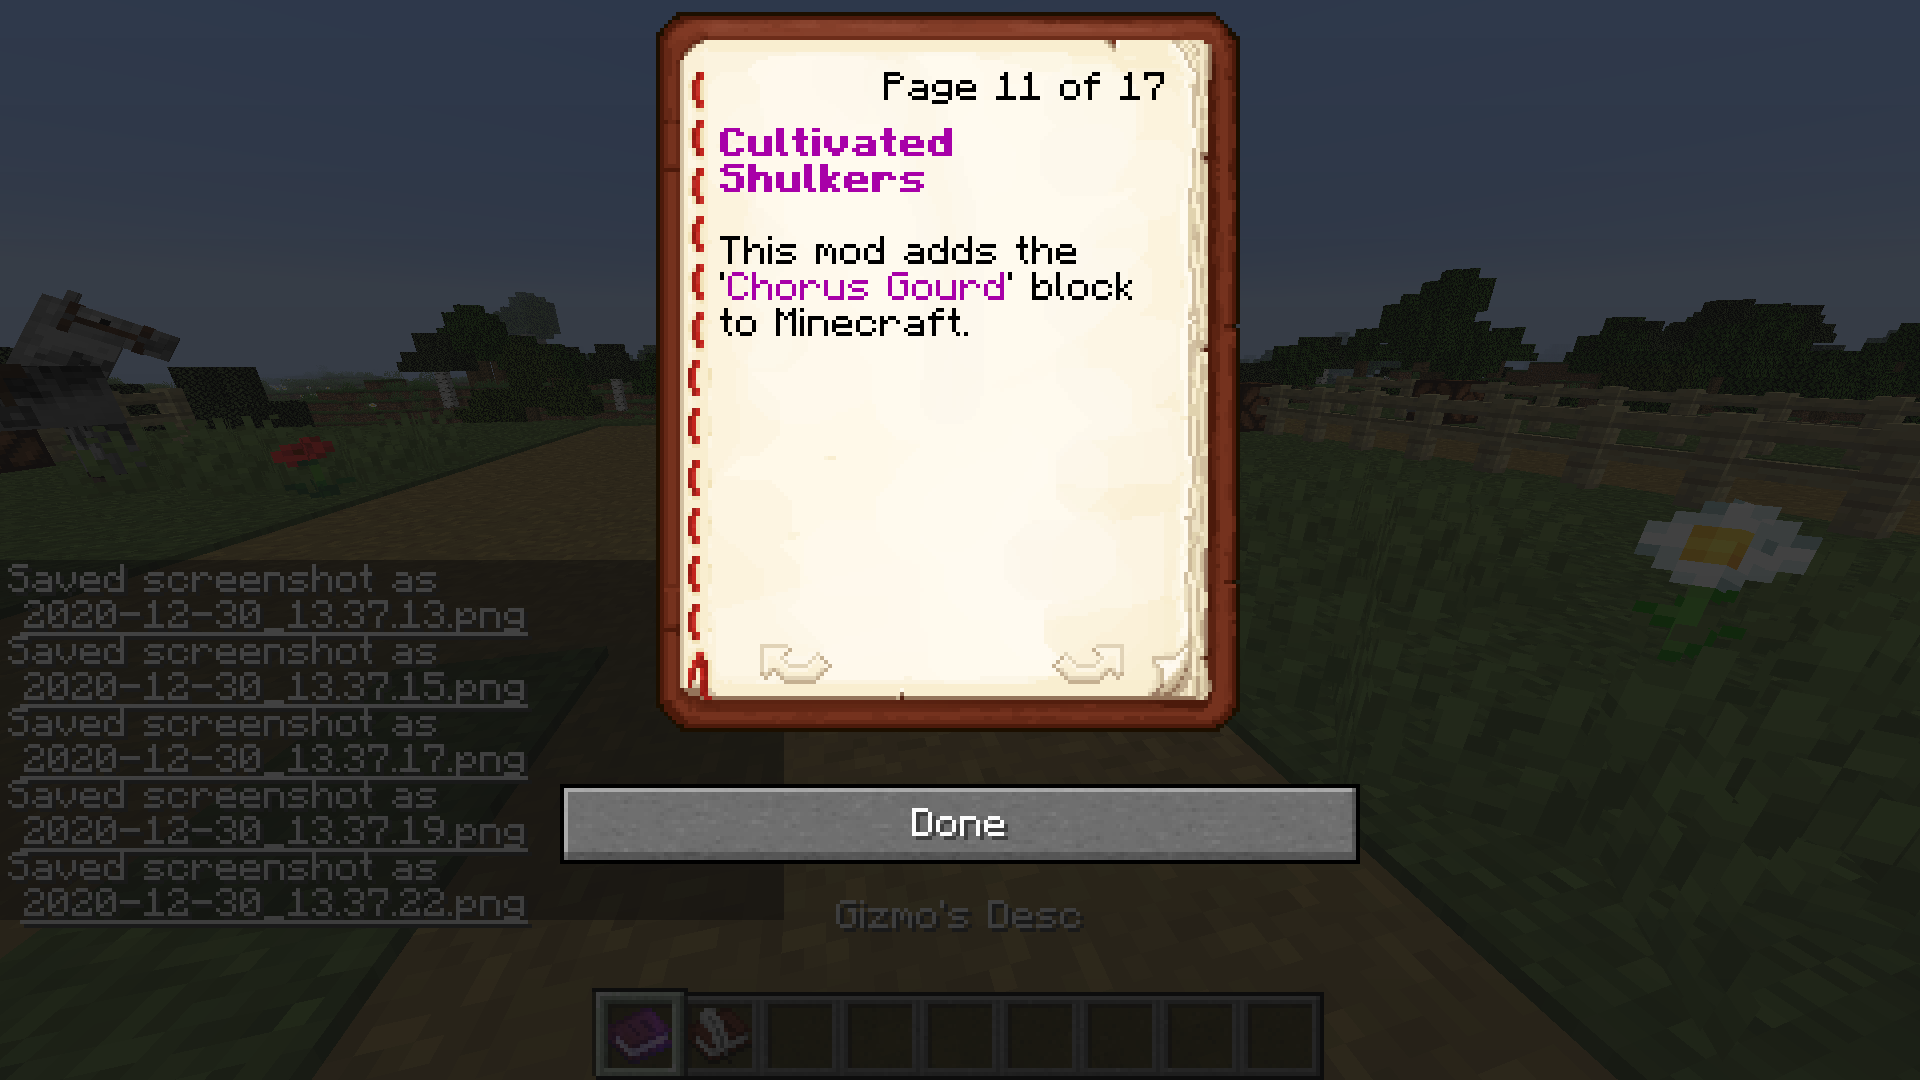 Page 11 of 17
Cultivated
Shulkers
This mod adds the
'Chorus Gourd' block
to Minecraft.
Saved screenshot as
2020-12-30_13.37.13.png
Saved screenshot as
2020-12-30_13.37.15.png
Saved screenshot as
2020-12-30_13.37.17.png
Saved screenshot as
2020-12-30_13.37.19.png
Saved screenshot as
2020-12-30_13.37.22.png
Done
Gizmo's Desc